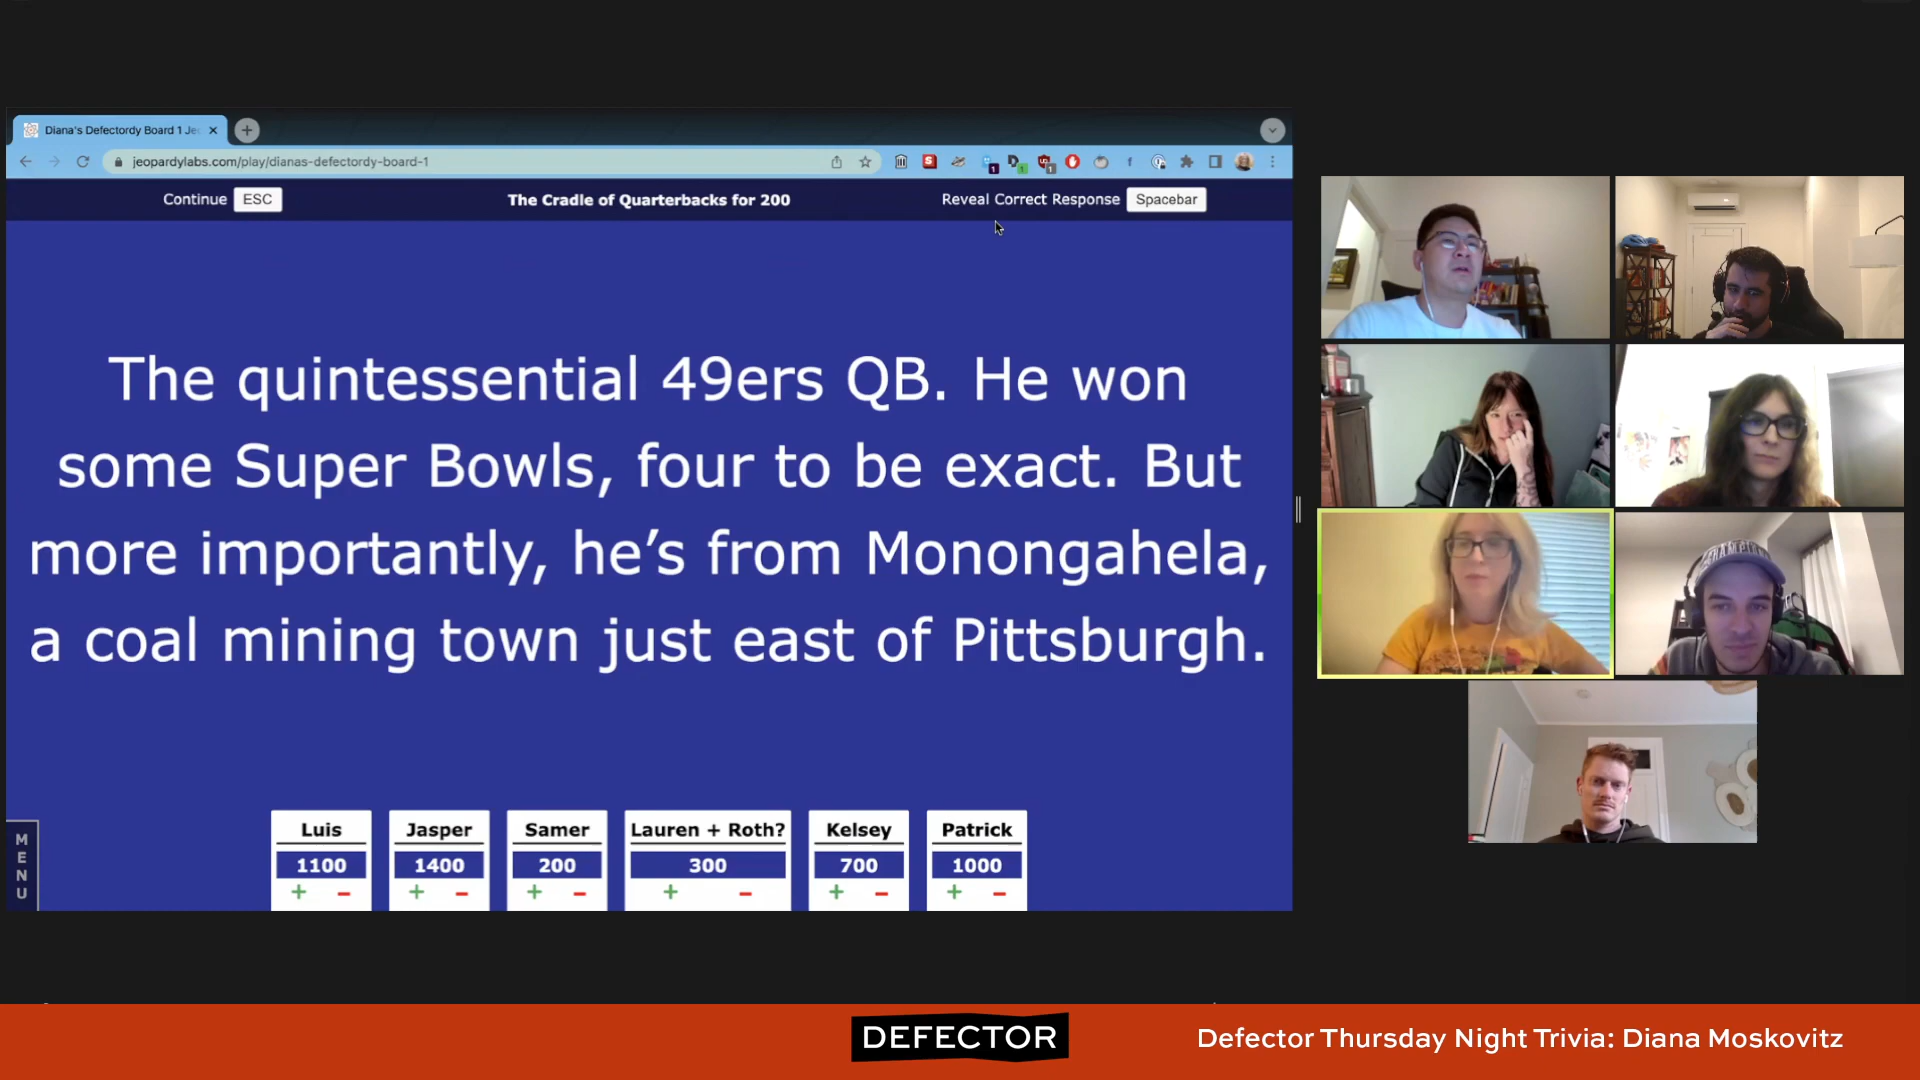 Diana's Defectordy Board 1 Je
jeopardylabs.com/play/dianas-defectordy-board-1
Continue ESC
The Cradle of Quarterbacks for 200
Reveal Correct Response Spacebar
The quintessential 49ers QB. He won
some Super Bowls, four to be exact. But
more importantly, he’s from Monongahela,
a coal mining town just east of Pittsburgh.
MENU
Luis Jasper Samer Lauren + Roth? Kelsey Patrick
1100 1400 200 300 700 1000
+ − + − + − + − + − + −
DEFECTOR
Defector Thursday Night Trivia: Diana Moskovitz